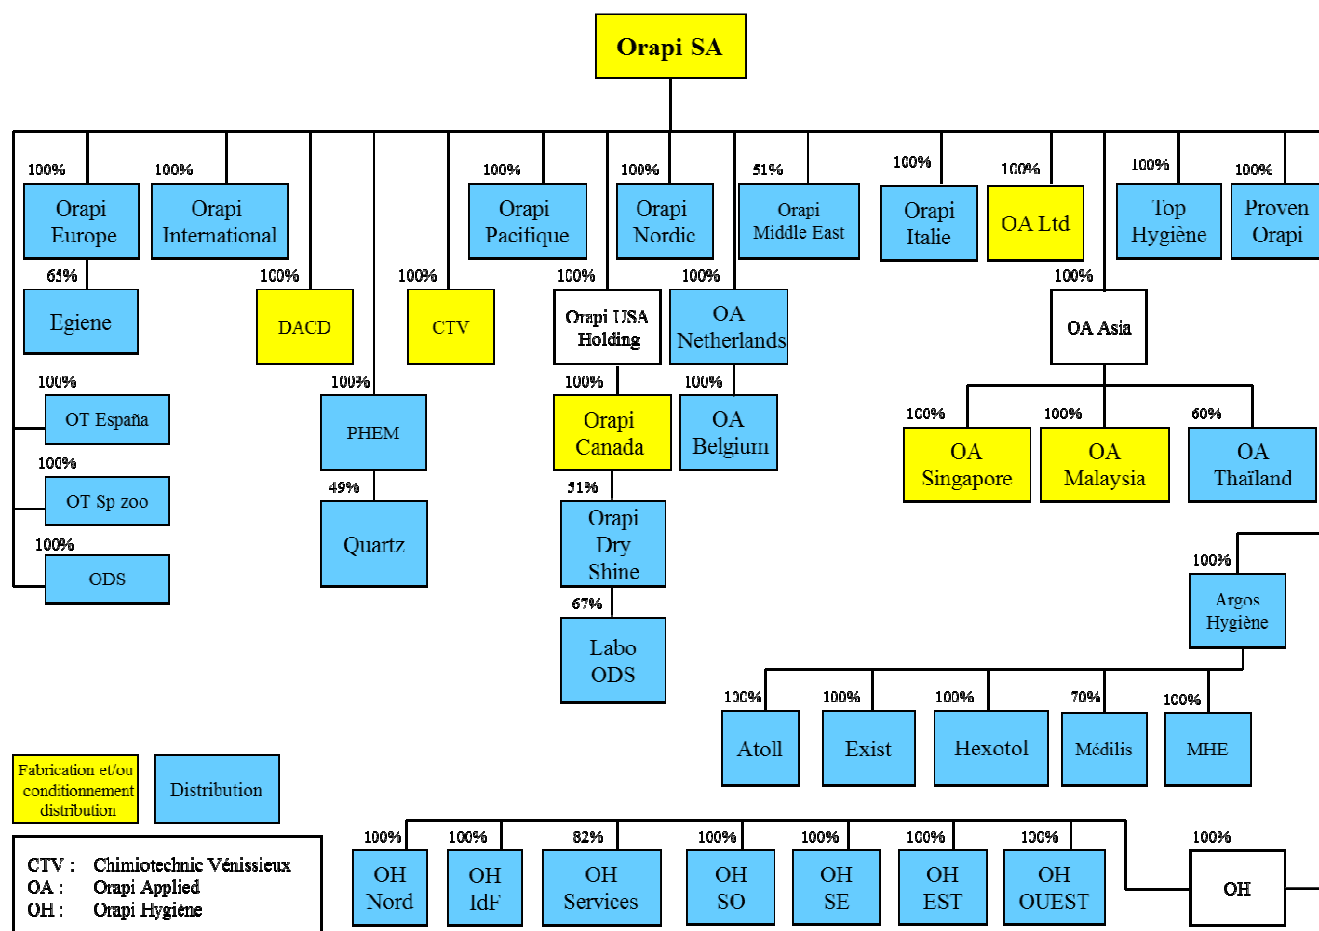 Orapi SA
100%
Orapi
Europe
100%
Orapi
International
100%
Orapi
Pacifique
100%
Orapi
Nordic
51%
Orapi
Middle East
100%
Orapi
Italie
100%
OA Ltd
100%
Top
Hygiène
100%
Proven
Orapi
65%
Egiene
100%
DACD
100%
CTV
100%
Orapi USA
Holding
100%
OA
Netherlands
100%
OA Asia
100%
OT España
100%
PHEM
100%
Orapi
Canada
100%
OA
Belgium
100%
OA
Singapore
100%
OA
Malaysia
60%
OA
Thaïland
100%
OT Sp zoo
49%
Quartz
51%
Orapi
Dry
Shine
100%
ODS
100%
Argos
Hygiène
67%
Labo
ODS
100%
Atoll
100%
Exist
100%
Hexotol
70%
Médilis
100%
MHE
Fabrication et/ou
conditionnement
distribution
Distribution
CTV : Chimiotechnic Vénissieux
OA : Orapi Applied
OH : Orapi Hygiène
100%
OH
Nord
100%
OH
IdF
82%
OH
Services
100%
OH
SO
100%
OH
SE
100%
OH
EST
100%
OH
OUEST
100%
OH